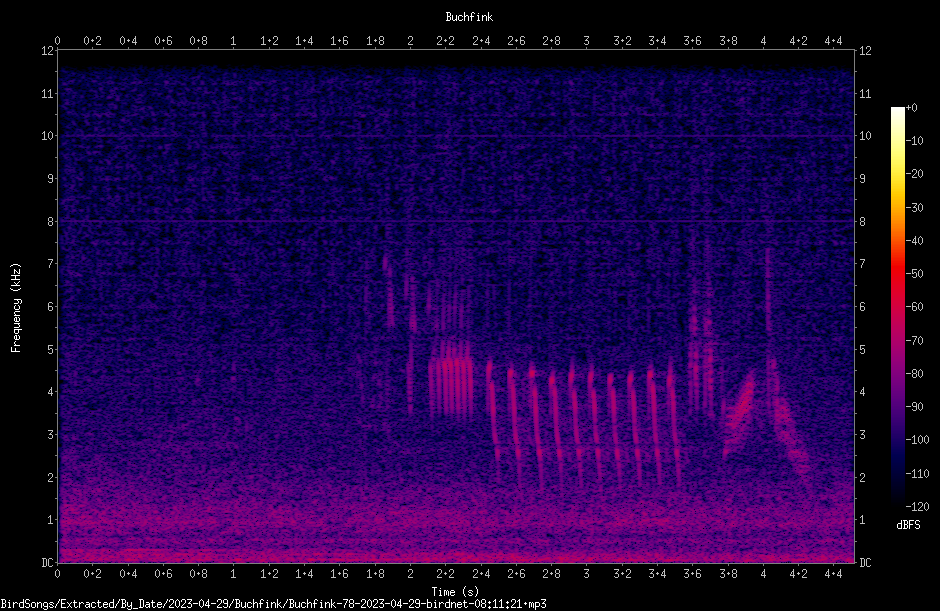 Buchfink
0 0•2 0•4 0•6 0•8 1 1•2 1•4 1•6 1•8 2 2•2 2•4 2•6 2•8 3 3•2 3•4 3•6 3•8 4 4•2 4•4
12 12
11 11 +0
10 10 -10
9 9 -20
8 8 -30
7 7 -40
Frequency (kHz)
6 6 -50
5 5 -60
4 4 -70
3 3 -80
2 2 -90
1 1 -100
-110
-120
dBFS
DC DC
0 0•2 0•4 0•6 0•8 1 1•2 1•4 1•6 1•8 2 2•2 2•4 2•6 2•8 3 3•2 3•4 3•6 3•8 4 4•2 4•4
Time (s)
BirdSongs/Extracted/By_Date/2023-04-29/Buchfink/Buchfink-78-2023-04-29-birdnet-08:11:21•mp3